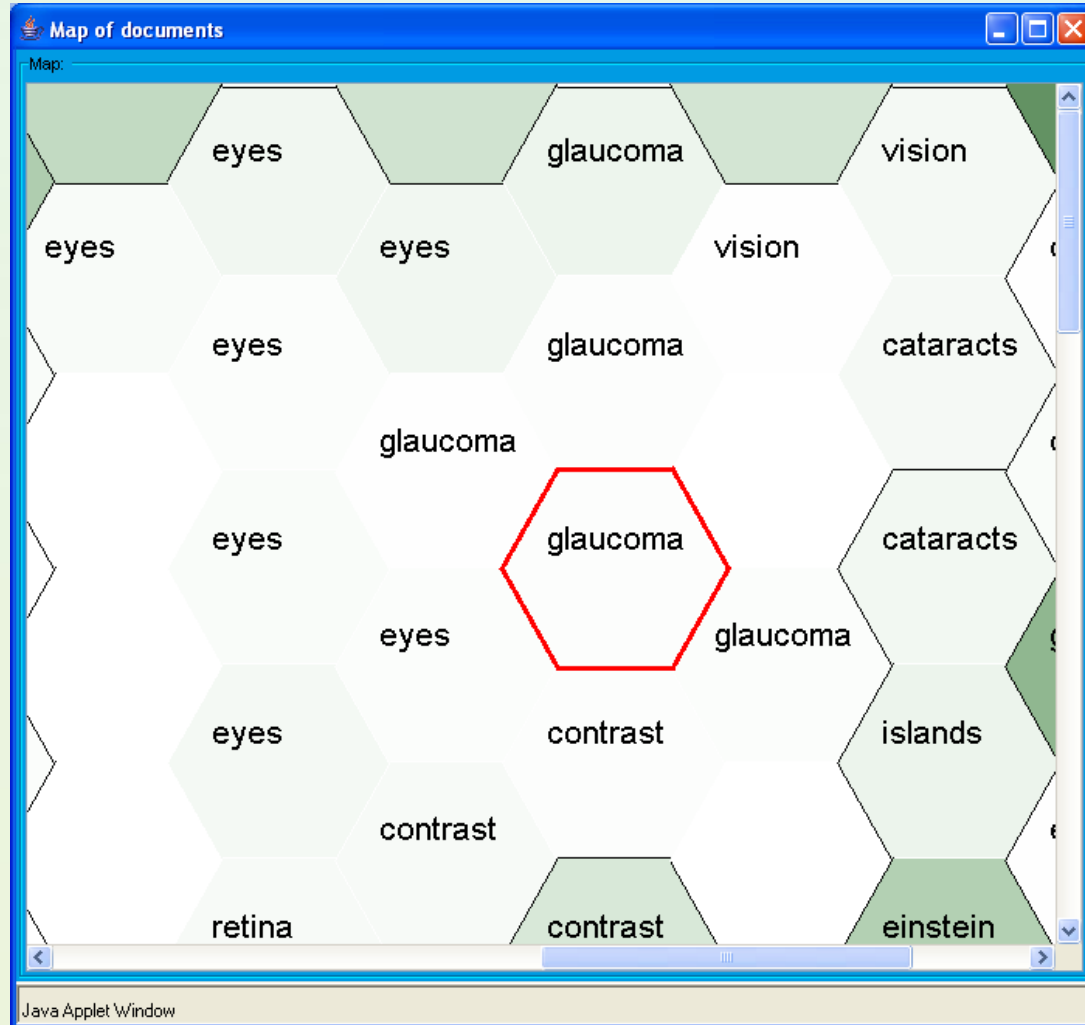 Map of documents
Map:
eyes glaucoma vision
eyes eyes vision
eyes glaucoma cataracts
glaucoma
eyes glaucoma cataracts
eyes glaucoma
eyes contrast islands
contrast
retina contrast einstein
Java Applet Window